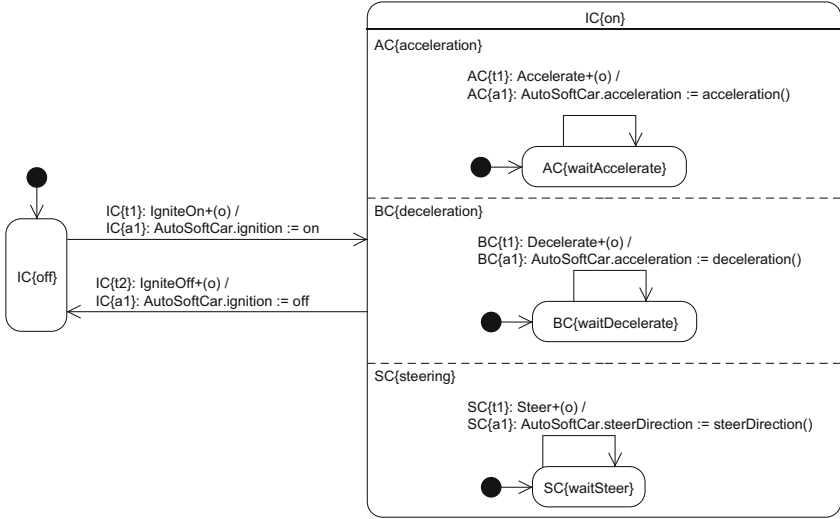 IC{on}
AC{acceleration}
AC{t1}: Accelerate+(o) /
AC{a1}: AutoSoftCar.acceleration := acceleration()
AC{waitAccelerate}
IC{t1}: IgniteOn+(o) /
IC{a1}: AutoSoftCar.ignition := on
IC{off}
IC{t2}: IgniteOff+(o) /
IC{a1}: AutoSoftCar.ignition := off
BC{deceleration}
BC{t1}: Decelerate+(o) /
BC{a1}: AutoSoftCar.acceleration := deceleration()
BC{waitDecelerate}
SC{steering}
SC{t1}: Steer+(o) /
SC{a1}: AutoSoftCar.steerDirection := steerDirection()
SC{waitSteer}